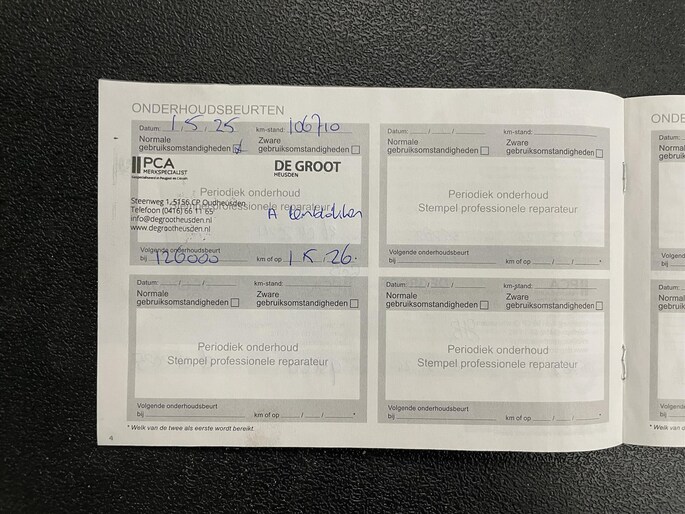 ONDERHOUDSBEURTEN
Datum: 1.5.25 km-stand: 106710
Normale gebruiksomstandigheden
Zware gebruiksomstandigheden
PCA
MERKSPECIALIST
DE GROOT
HEUSDEN
Periodiek onderhoud
Stempel professionele reparateur
Steenweg 1, 5156 CP Oudheusden
Telefoon (0416) 66 11 65
info@degrootheusden.nl
www.degrootheusden.nl
A
Volgende onderhoudsbeurt
bij 126000 km of op 1.5.26.
Datum: / / km-stand:
Normale gebruiksomstandigheden
Zware gebruiksomstandigheden
Periodiek onderhoud
Stempel professionele reparateur
Volgende onderhoudsbeurt
bij km of op / / *
Datum: / / km-stand:
Normale gebruiksomstandigheden
Zware gebruiksomstandigheden
Periodiek onderhoud
Stempel professionele reparateur
Volgende onderhoudsbeurt
bij km of op / / *
Datum: / / km-stand:
Normale gebruiksomstandigheden
Zware gebruiksomstandigheden
Periodiek onderhoud
Stempel professionele reparateur
Volgende onderhoudsbeurt
bij km of op / / *
* Welk van de twee als eerste wordt bereikt.
4